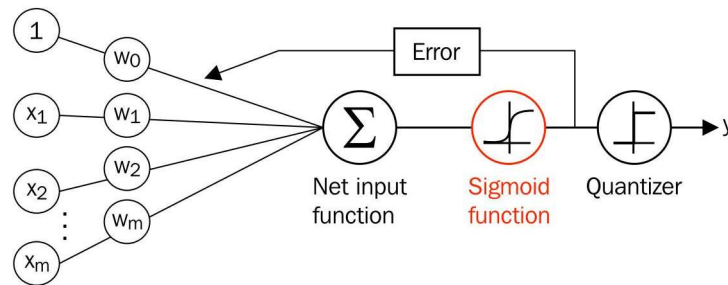 1
w0
Error
x1
w1
Σ
y
x2
w2
Net input
function
Sigmoid
function
Quantizer
⋮
wm
xm